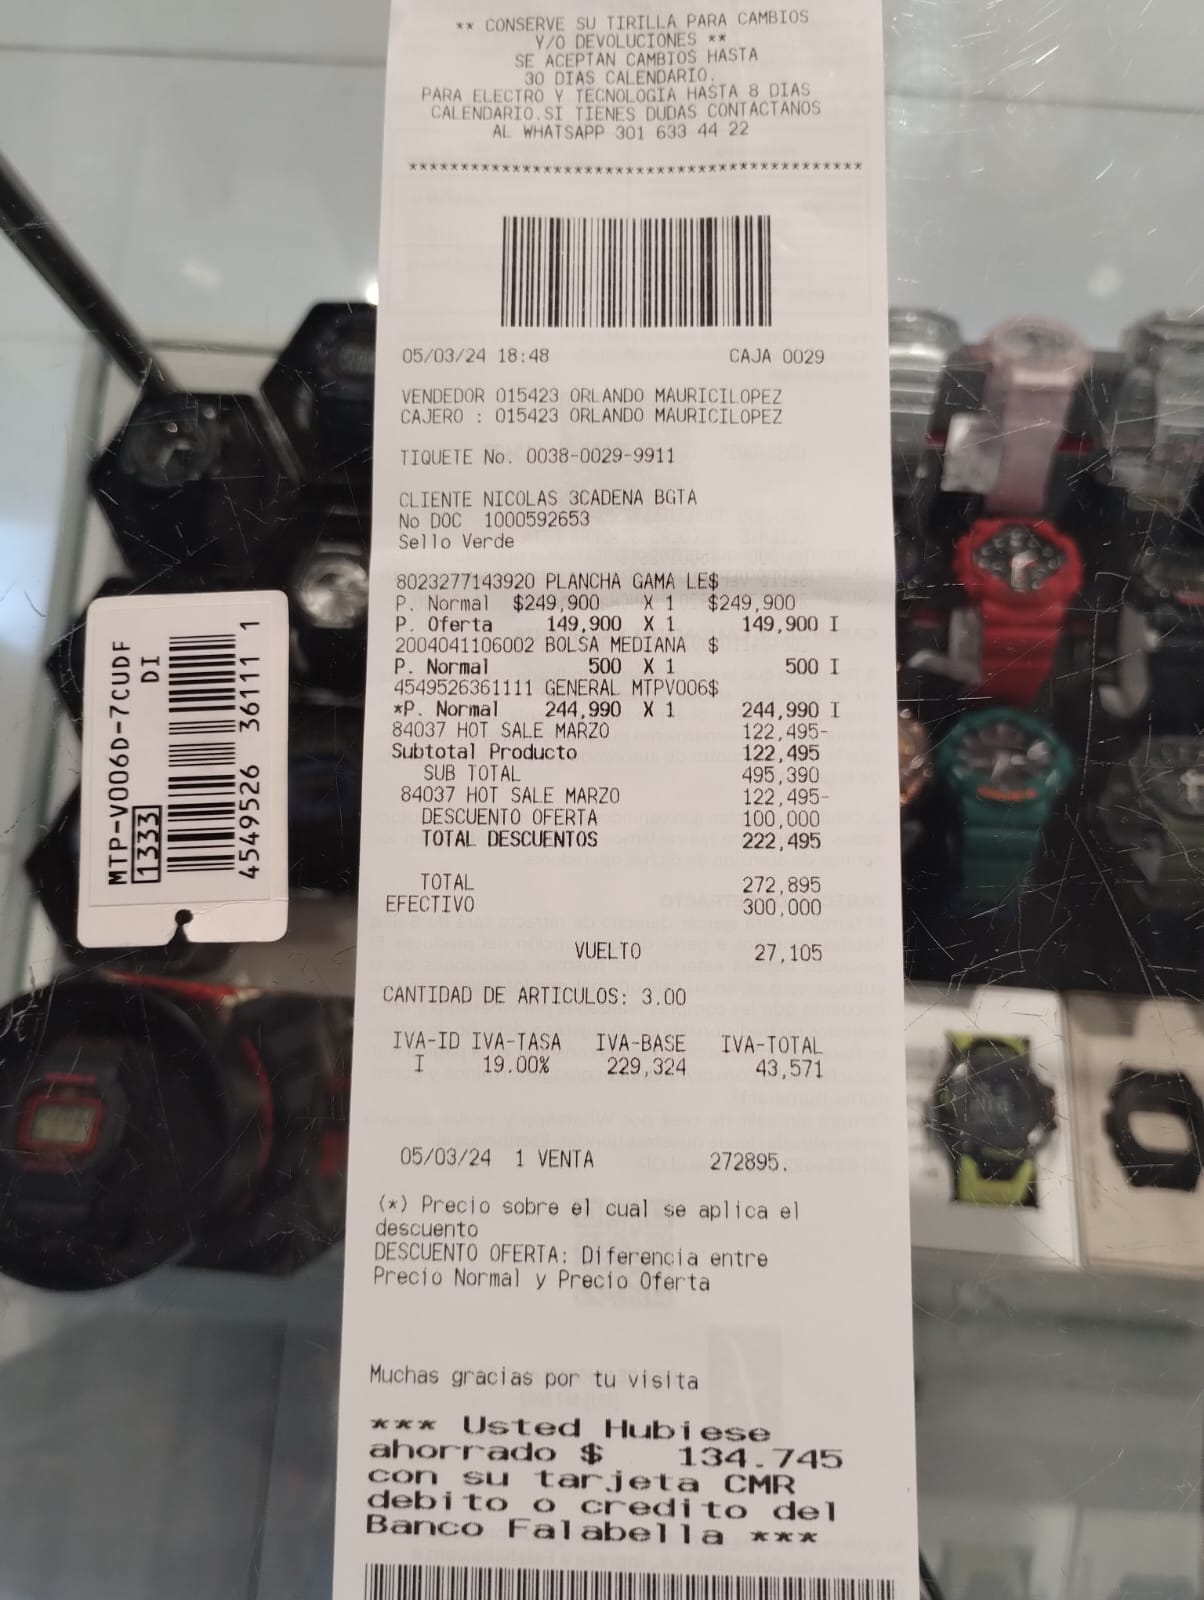 ** CONSERVE SU TIRILLA PARA CAMBIOS
Y/O DEVOLUCIONES **
SE ACEPTAN CAMBIOS HASTA
30 DIAS CALENDARIO.
PARA ELECTRO Y TECNOLOGIA HASTA 8 DIAS
CALENDARIO.SI TIENES DUDAS CONTACTANOS
AL WHATSAPP 301 633 44 22
******************************************
05/03/24 18:48 CAJA 0029
VENDEDOR 015423 ORLANDO MAURICILOPEZ
CAJERO : 015423 ORLANDO MAURICILOPEZ
TIQUETE No. 0038-0029-9911
CLIENTE NICOLAS 3CADENA BGTA
No DOC 1000592653
Sello Verde
8023277143920 PLANCHA GAMA LE$
P. Normal $249,900 X 1 $249,900
P. Oferta 149,900 X 1 149,900 I
2004041106002 BOLSA MEDIANA $
P. Normal 500 X 1 500 I
4549526361111 GENERAL MTPV006$
*P. Normal 244,990 X 1 244,990 I
84037 HOT SALE MARZO 122,495-
Subtotal Producto 122,495
SUB TOTAL 495,390
84037 HOT SALE MARZO 122,495-
DESCUENTO OFERTA 100,000
TOTAL DESCUENTOS 222,495
TOTAL 272,895
EFECTIVO 300,000
VUELTO 27,105
CANTIDAD DE ARTICULOS: 3.00
IVA-ID IVA-TASA IVA-BASE IVA-TOTAL
I 19.00% 229,324 43,571
05/03/24 1 VENTA 272895.
(*) Precio sobre el cual se aplica el
descuento
DESCUENTO OFERTA: Diferencia entre
Precio Normal y Precio Oferta
Muchas gracias por tu visita
*** Usted Hubiese
ahorrado $ 134.745
con su tarjeta CMR
debito o credito del
Banco Falabella ***
MTP-V006D-7CUDF
1333 DI
4549526 36111 1